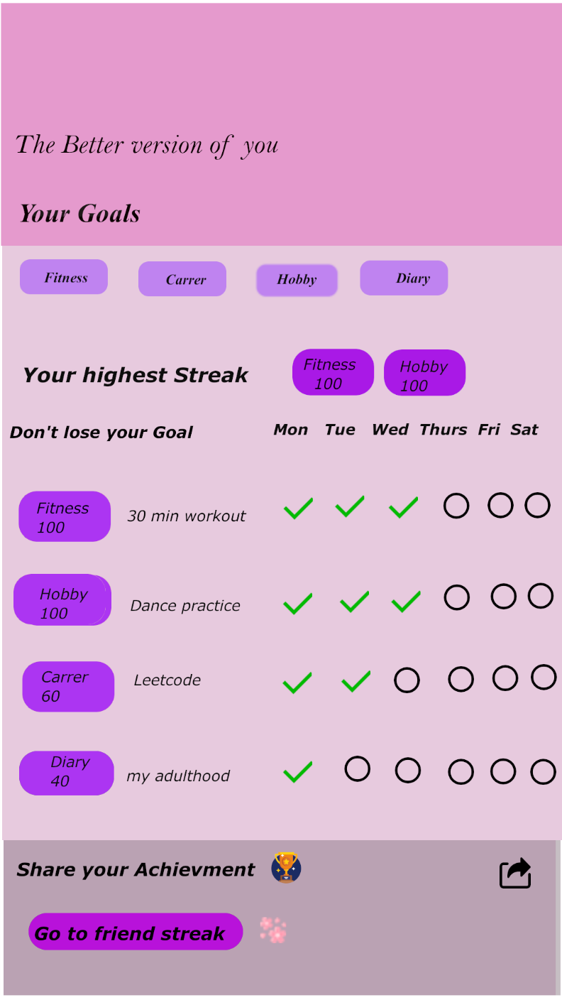 The Better version of you
Your Goals
Fitness Carrer Hobby Diary
Your highest Streak
Fitness
100
Hobby
100
Don't lose your Goal Mon Tue Wed Thurs Fri Sat
Fitness
100
30 min workout
Hobby
100
Dance practice
Carrer
60
Leetcode
Diary
40
my adulthood
Share your Achievment
Go to friend streak